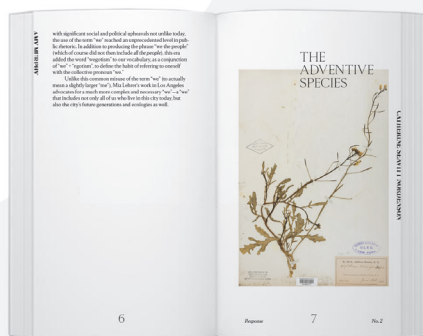 AMY MURPHY
with significant social and political upheavals not unlike today,
the use of the term "we" reached an unprecedented level in pub-
lic rhetoric. In addition to producing the phrase "we the people"
(which of course did not then include all the people), this era
added the word "wegotism" to our vocabulary, as a conjunction
of "we" + "egotism", to define the habit of referring to oneself
with the collective pronoun "we."
Unlike this common misuse of the term "we" (to actually
mean a slightly larger "me"), Mia Lehrer's work in Los Angeles
advocates for a much more complex and necessary "we"—a "we"
that includes not only all of us who live in this city today, but
also the city's future generations and ecologies as well.
6
THE
ADVENTIVE
SPECIES
CATHERINE SEAVITT NORDENSON
Response
7
No. 2